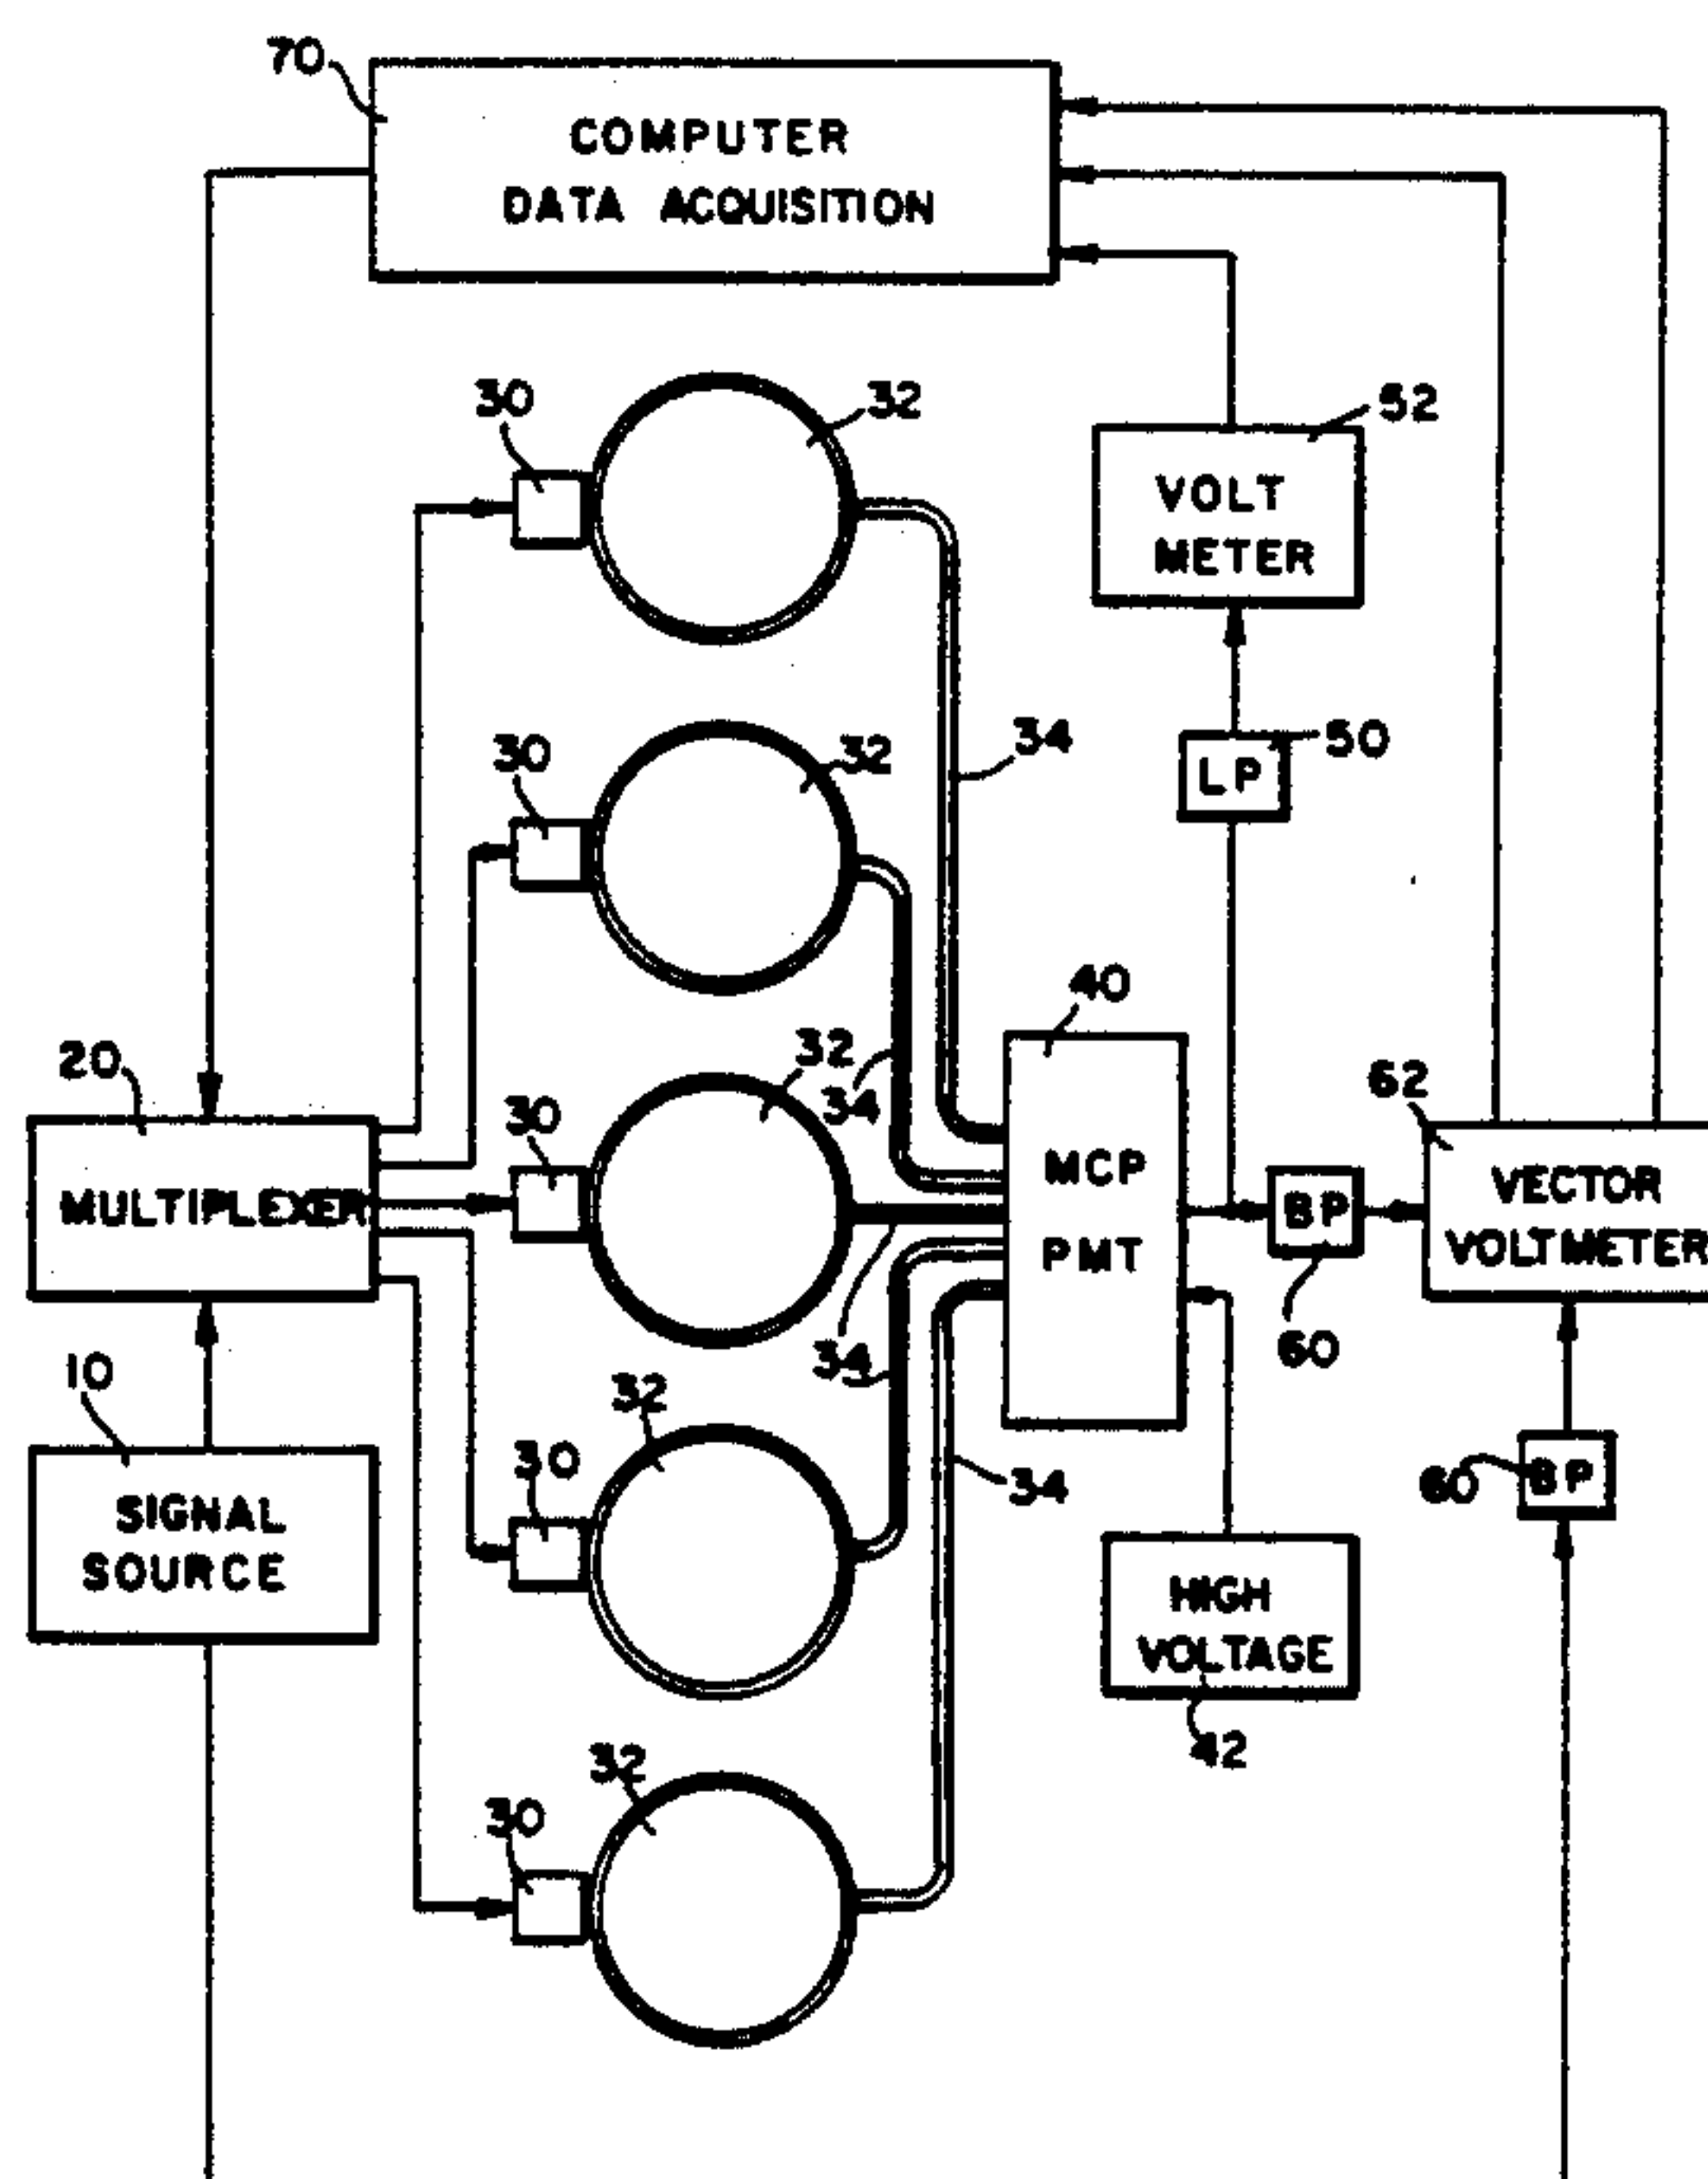 70
COMPUTER
DATA ACQUISITION
30
32
52
VOLT
METER
30
32
34
50
LP
40
20
30
32
34
62
MULTIPLEXER
MCP
PMT
BP
60
VECTOR
VOLTMETER
10
SIGNAL
SOURCE
32
30
34
34
60
BP
HIGH
VOLTAGE
42
32
30